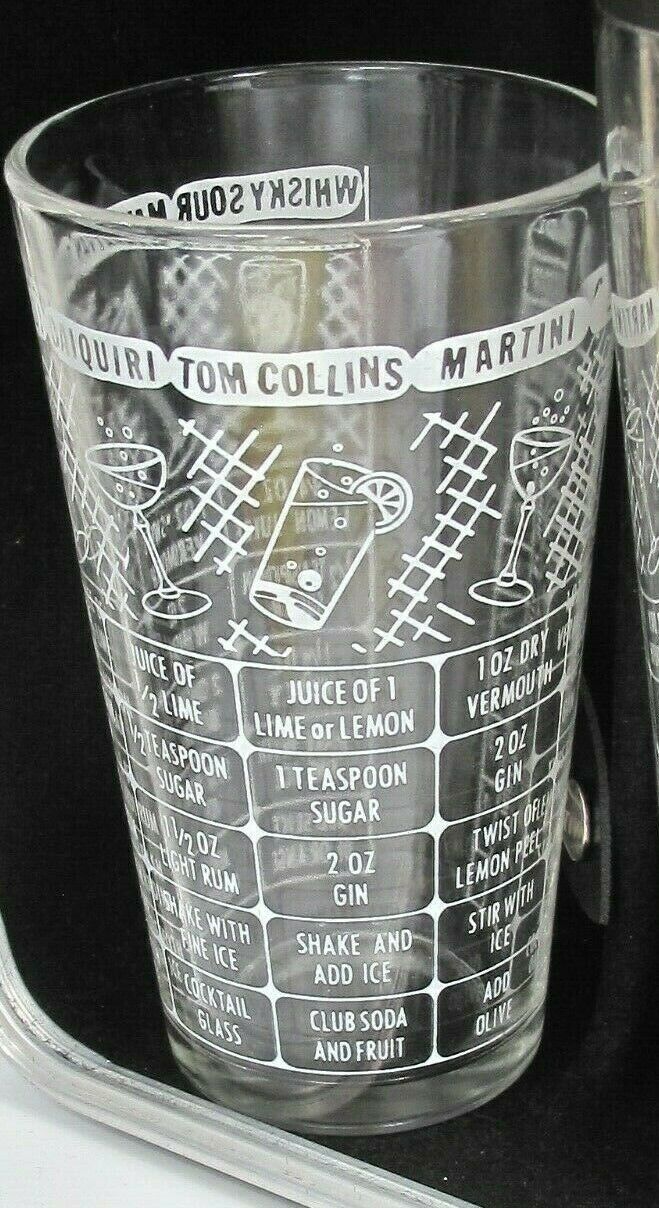 WHISKY SOUR
TOM COLLINS
MARTINI
JUICE OF
1/2 LIME
1/2 TEASPOON
SUGAR
1 1/2 OZ
LIGHT RUM
SHAKE WITH
FINE ICE
COCKTAIL
GLASS
JUICE OF 1
LIME or LEMON
1 TEASPOON
SUGAR
2 OZ
GIN
SHAKE AND
ADD ICE
CLUB SODA
AND FRUIT
1 OZ DRY
VERMOUTH
2 OZ
GIN
TWIST OF
LEMON PEEL
STIR WITH
ICE
ADD
OLIVE